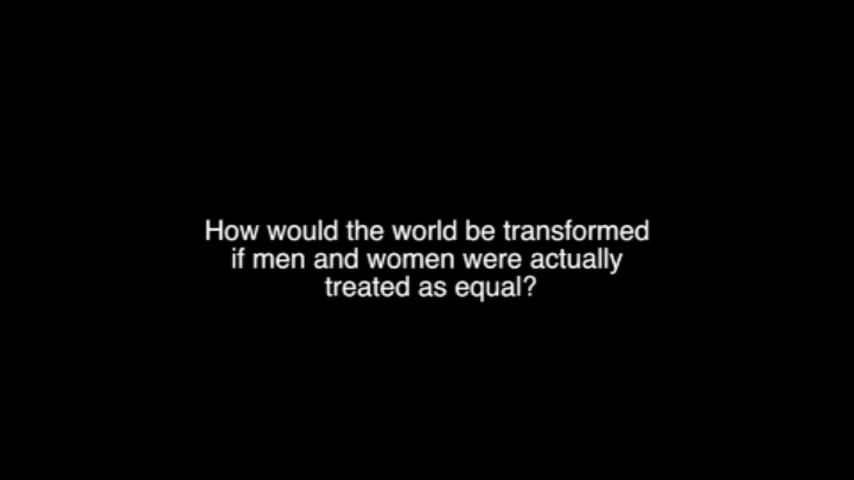 How would the world be transformed
if men and women were actually
treated as equal?